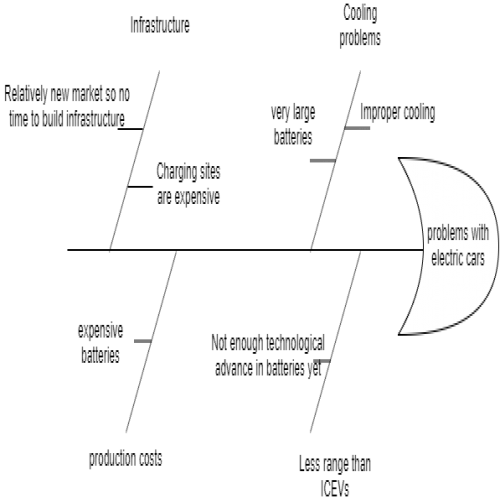 Infrastructure
Cooling
problems
Relatively new market so no
time to build infrastructure
very large
batteries
Improper cooling
Charging sites
are expensive
problems with
electric cars
expensive
batteries
Not enough technological
advance in batteries yet
production costs
Less range than
ICEVs